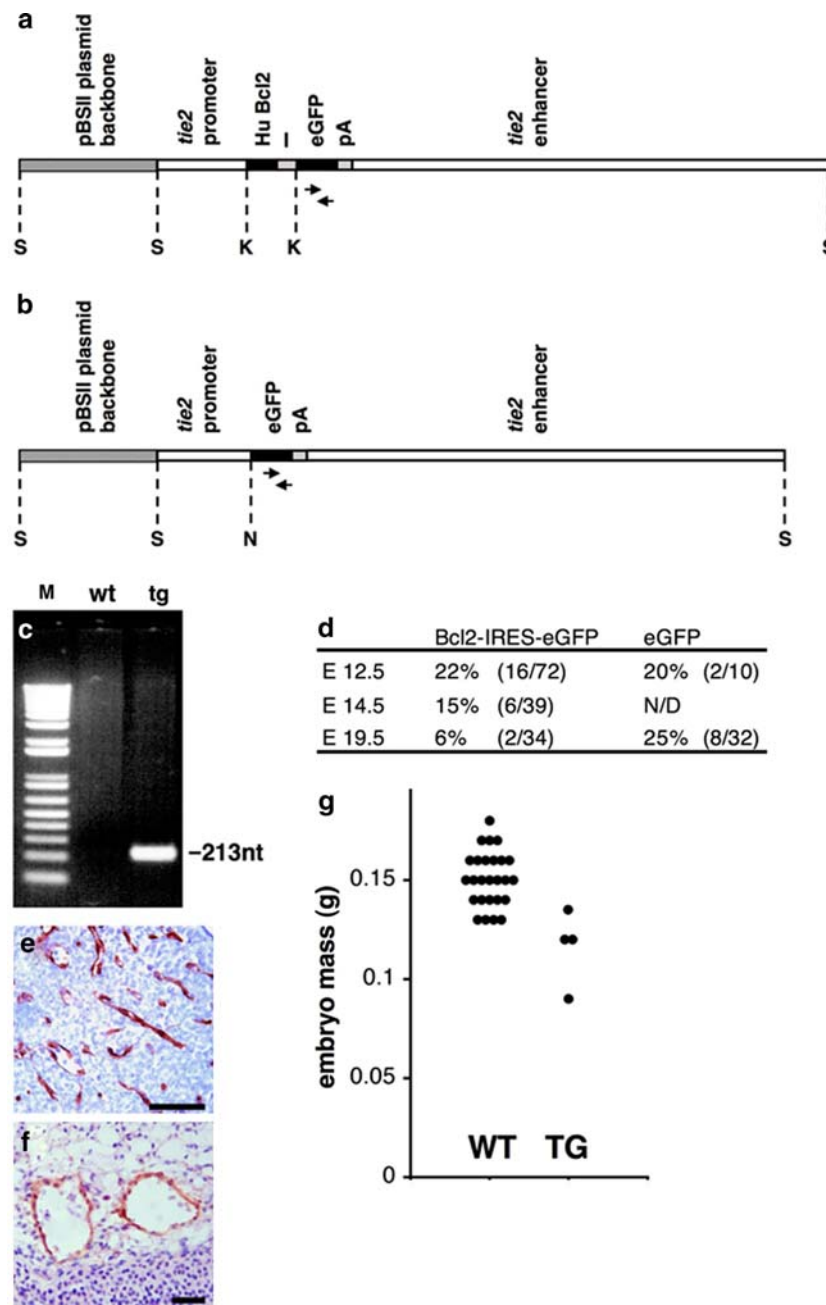 a
pBSII plasmid
backbone
tie2
promoter
Hu Bcl2
I
eGFP
pA
tie2
enhancer
S S K K S
b
pBSII plasmid
backbone
tie2
promoter
eGFP
pA
tie2
enhancer
S S N S
c
M wt tg
–213nt
d
Bcl2-IRES-eGFP eGFP
E 12.5 22% (16/72) 20% (2/10)
E 14.5 15% (6/39) N/D
E 19.5 6% (2/34) 25% (8/32)
e
f
g
embryo mass (g)
0.15
0.1
0.05
0
WT TG